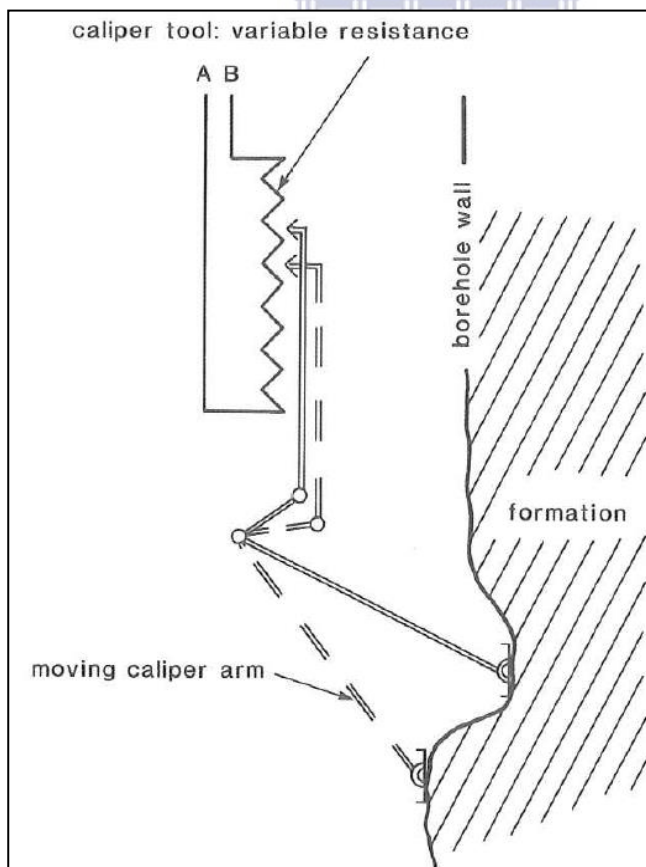 caliper tool: variable resistance
A B
borehole wall
formation
moving caliper arm